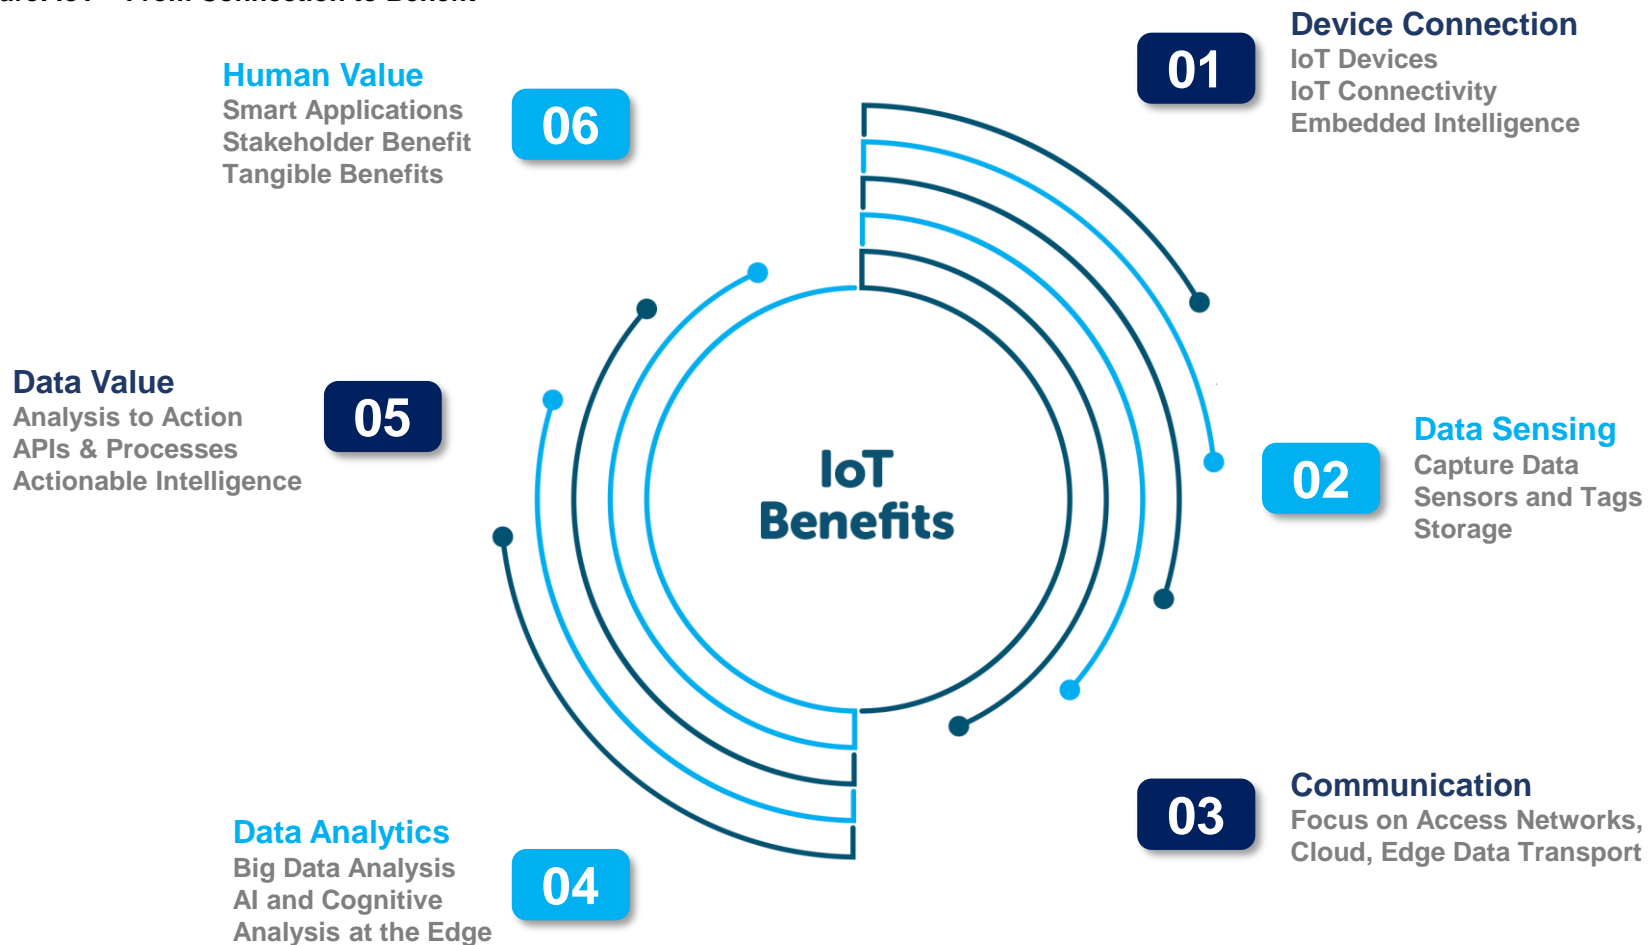 IoT
Benefits
01
Device Connection
IoT Devices
IoT Connectivity
Embedded Intelligence
02
Data Sensing
Capture Data
Sensors and Tags
Storage
03
Communication
Focus on Access Networks,
Cloud, Edge Data Transport
04
Data Analytics
Big Data Analysis
AI and Cognitive
Analysis at the Edge
05
Data Value
Analysis to Action
APIs & Processes
Actionable Intelligence
06
Human Value
Smart Applications
Stakeholder Benefit
Tangible Benefits